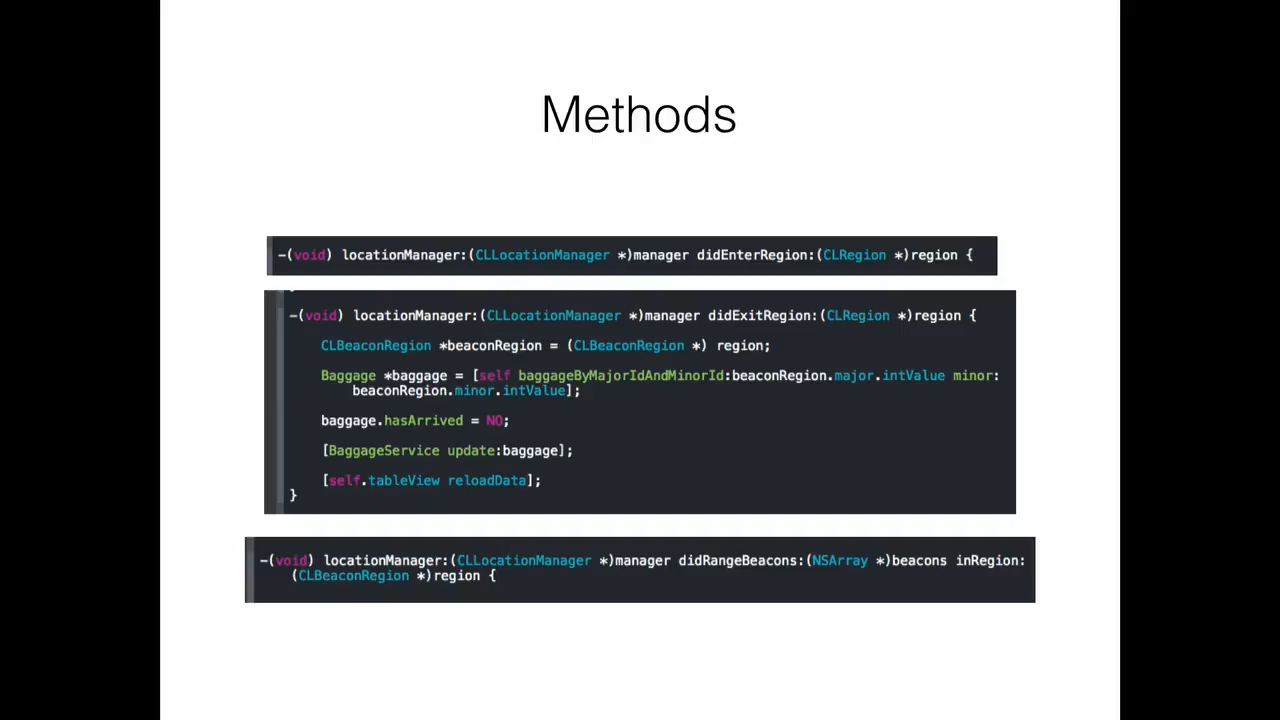 Methods
-(void) locationManager:(CLLocationManager *)manager didEnterRegion:(CLRegion *)region {
-(void) locationManager:(CLLocationManager *)manager didExitRegion:(CLRegion *)region {
CLBeaconRegion *beaconRegion = (CLBeaconRegion *) region;
Baggage *baggage = [self baggageByMajorIdAndMinorId:beaconRegion.major.intValue minor:
beaconRegion.minor.intValue];
baggage.hasArrived = NO;
[BaggageService update:baggage];
[self.tableView reloadData];
}
-(void) locationManager:(CLLocationManager *)manager didRangeBeacons:(NSArray *)beacons inRegion:
(CLBeaconRegion *)region {